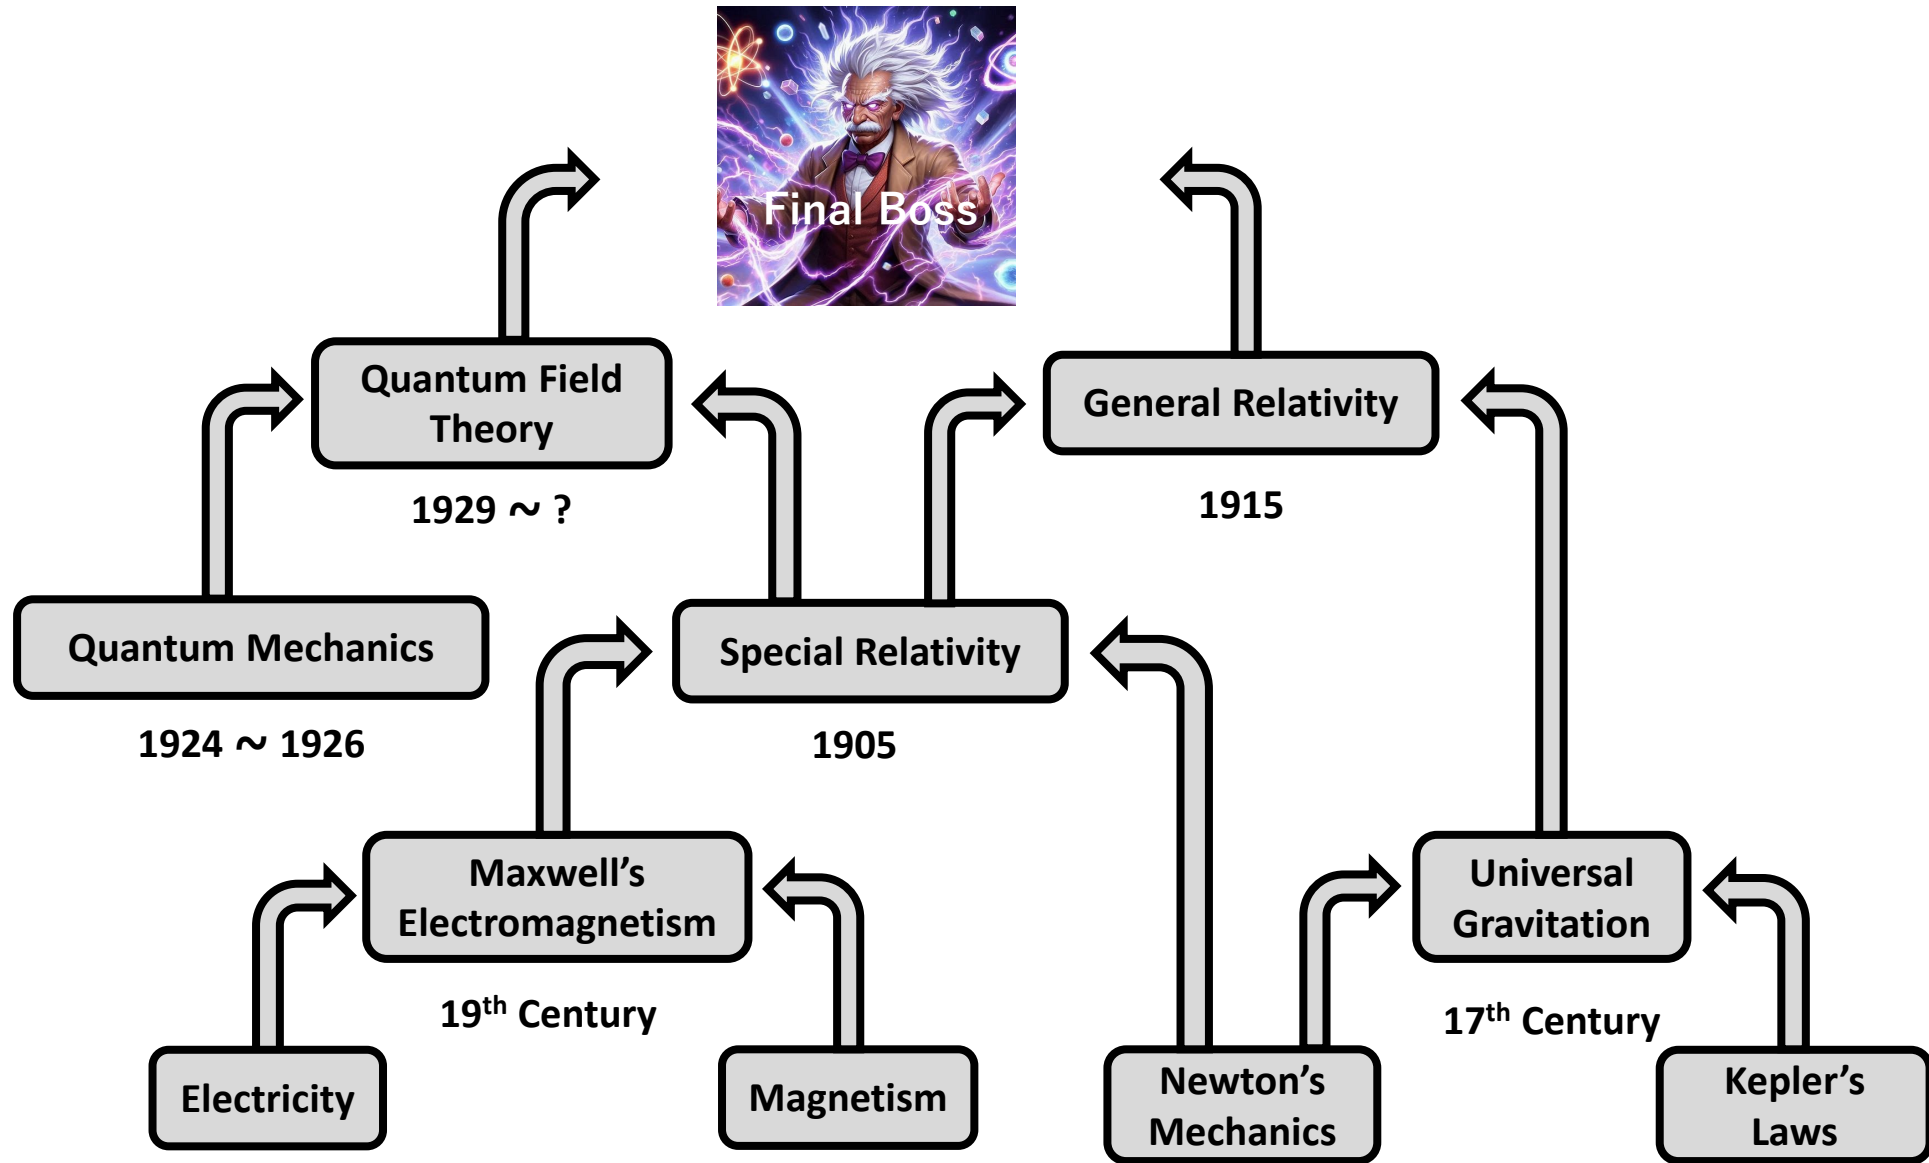 Final Boss
Quantum Field
Theory
General Relativity
1929 ~ ?
1915
Quantum Mechanics
Special Relativity
1924 ~ 1926
1905
Maxwell’s
Electromagnetism
Universal
Gravitation
19th Century
17th Century
Electricity
Magnetism
Newton’s
Mechanics
Kepler’s
Laws